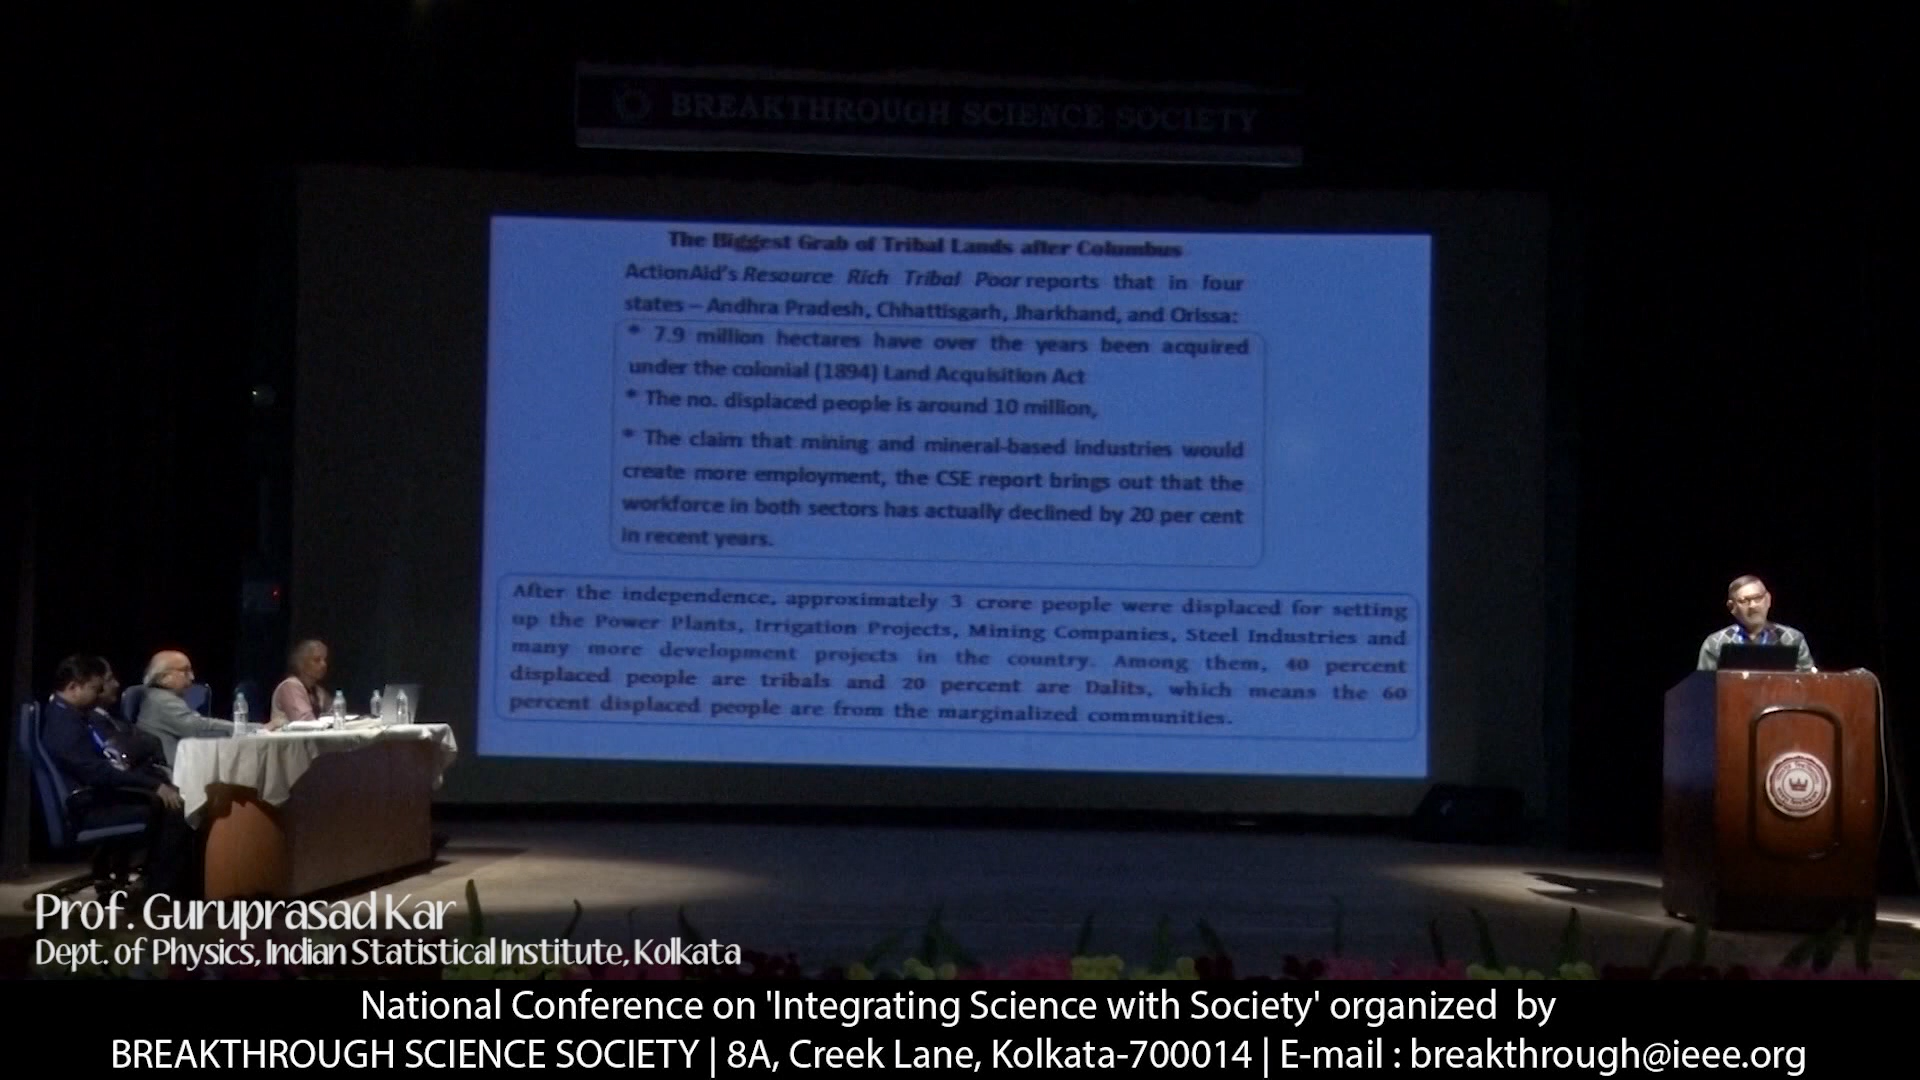 BREAKTHROUGH SCIENCE SOCIETY
The Biggest Grab of Tribal Lands after Columbus
ActionAid's Resource Rich Tribal Poor reports that in four
states – Andhra Pradesh, Chhattisgarh, Jharkhand, and Orissa:
* 7.9 million hectares have over the years been acquired
under the colonial (1894) Land Acquisition Act
* The no. displaced people is around 10 million,
* The claim that mining and mineral-based industries would
create more employment, the CSE report brings out that the
workforce in both sectors has actually declined by 20 per cent
in recent years.
After the independence, approximately 3 crore people were displaced for setting
up the Power Plants, Irrigation Projects, Mining Companies, Steel Industries and
many more development projects in the country. Among them, 40 percent
displaced people are tribals and 20 percent are Dalits, which means the 60
percent displaced people are from the marginalized communities.
Prof. Guruprasad Kar
Dept. of Physics, Indian Statistical Institute, Kolkata
National Conference on 'Integrating Science with Society' organized by
BREAKTHROUGH SCIENCE SOCIETY | 8A, Creek Lane, Kolkata-700014 | E-mail : breakthrough@ieee.org